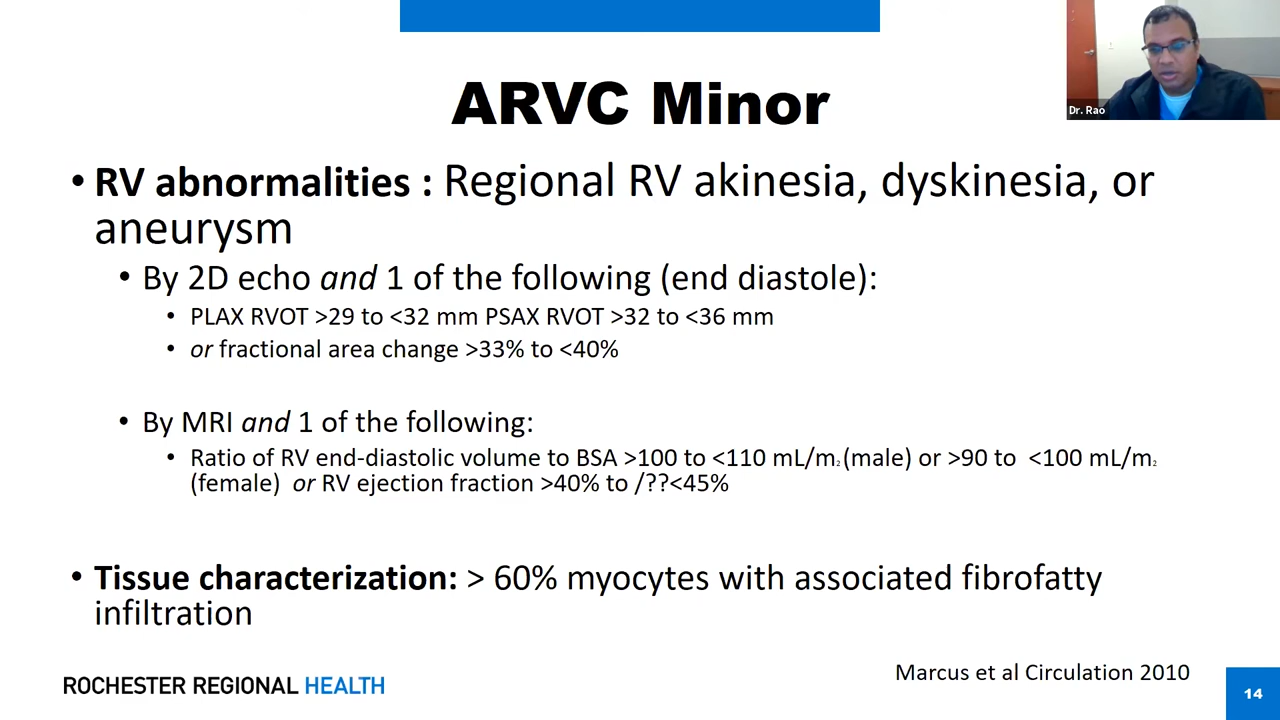 Dr. Rao
ARVC Minor
• RV abnormalities : Regional RV akinesia, dyskinesia, or
aneurysm
• By 2D echo and 1 of the following (end diastole):
• PLAX RVOT >29 to <32 mm PSAX RVOT >32 to <36 mm
• or fractional area change >33% to <40%
• By MRI and 1 of the following:
• Ratio of RV end-diastolic volume to BSA >100 to <110 mL/m₂ (male) or >90 to <100 mL/m₂
(female) or RV ejection fraction >40% to /??<45%
• Tissue characterization: > 60% myocytes with associated fibrofatty
infiltration
Marcus et al Circulation 2010
ROCHESTER REGIONAL HEALTH
14